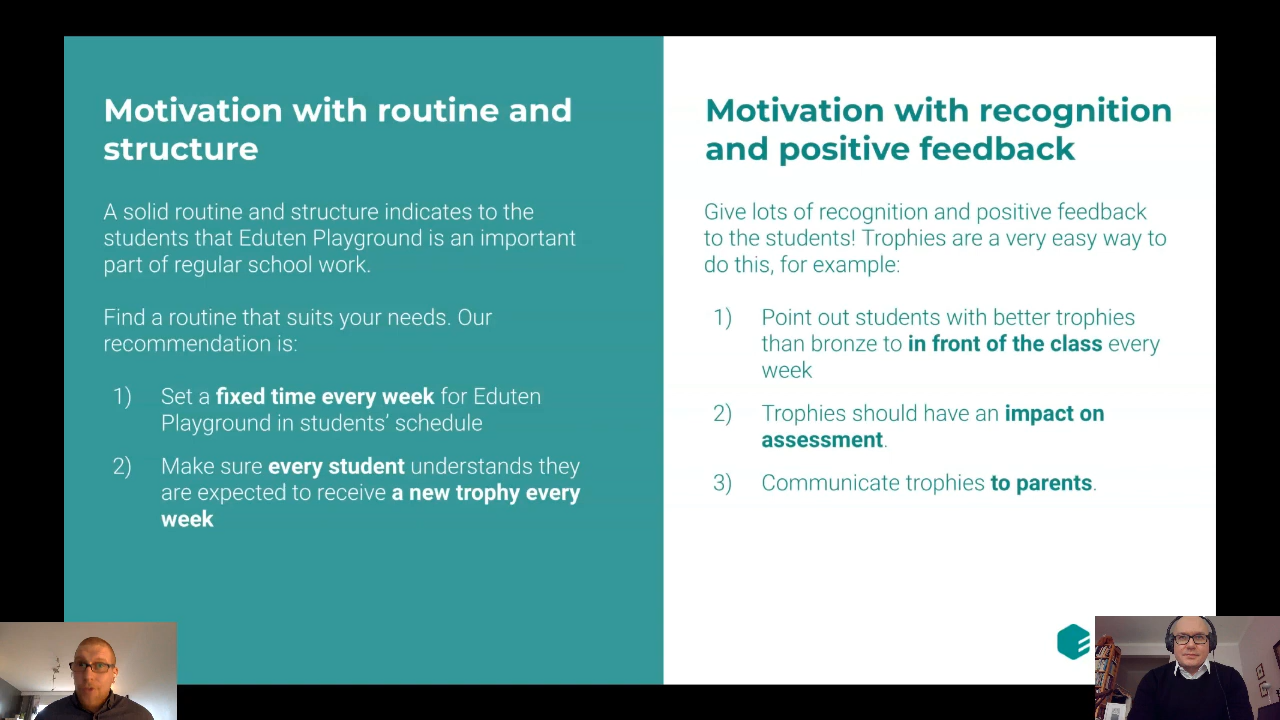 Motivation with routine and
structure
A solid routine and structure indicates to the
students that Eduten Playground is an important
part of regular school work.
Find a routine that suits your needs. Our
recommendation is:
1) Set a fixed time every week for Eduten
Playground in students’ schedule
2) Make sure every student understands they
are expected to receive a new trophy every
week
Motivation with recognition
and positive feedback
Give lots of recognition and positive feedback
to the students! Trophies are a very easy way to
do this, for example:
1) Point out students with better trophies
than bronze to in front of the class every
week
2) Trophies should have an impact on
assessment.
3) Communicate trophies to parents.